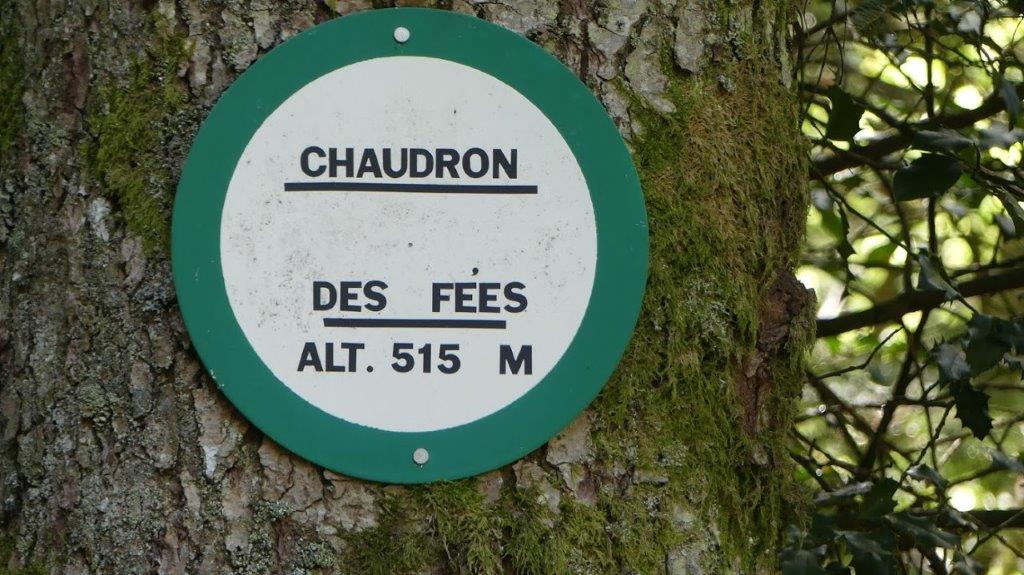 CHAUDRON
DES FÉES
ALT. 515 M